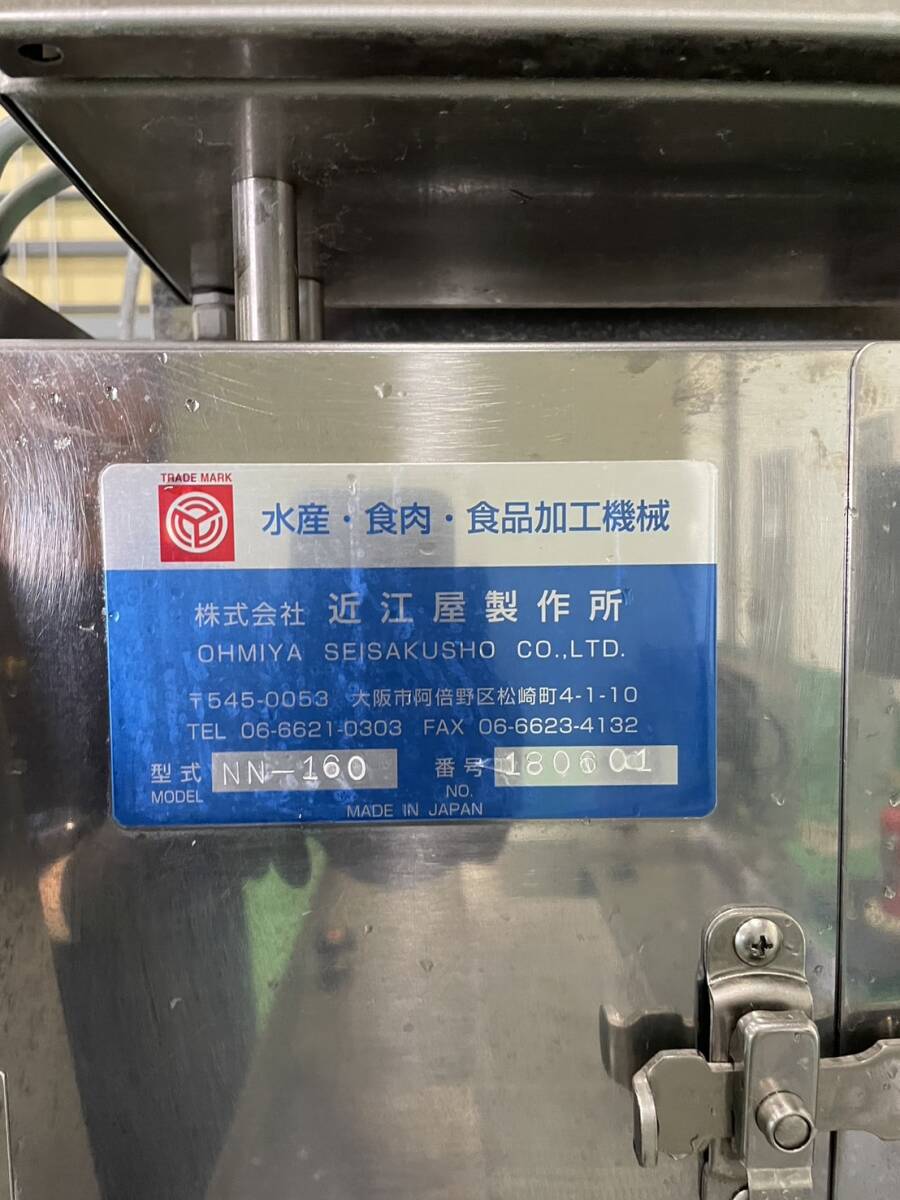 TRADE MARK
水産・食肉・食品加工機械
株式会社 近江屋製作所
OHMIYA SEISAKUSHO CO.,LTD.
〒545-0053 大阪市阿倍野区松崎町4-1-10
TEL 06-6621-0303 FAX 06-6623-4132
型式 NN-160 番号 180601
MODEL NO.
MADE IN JAPAN